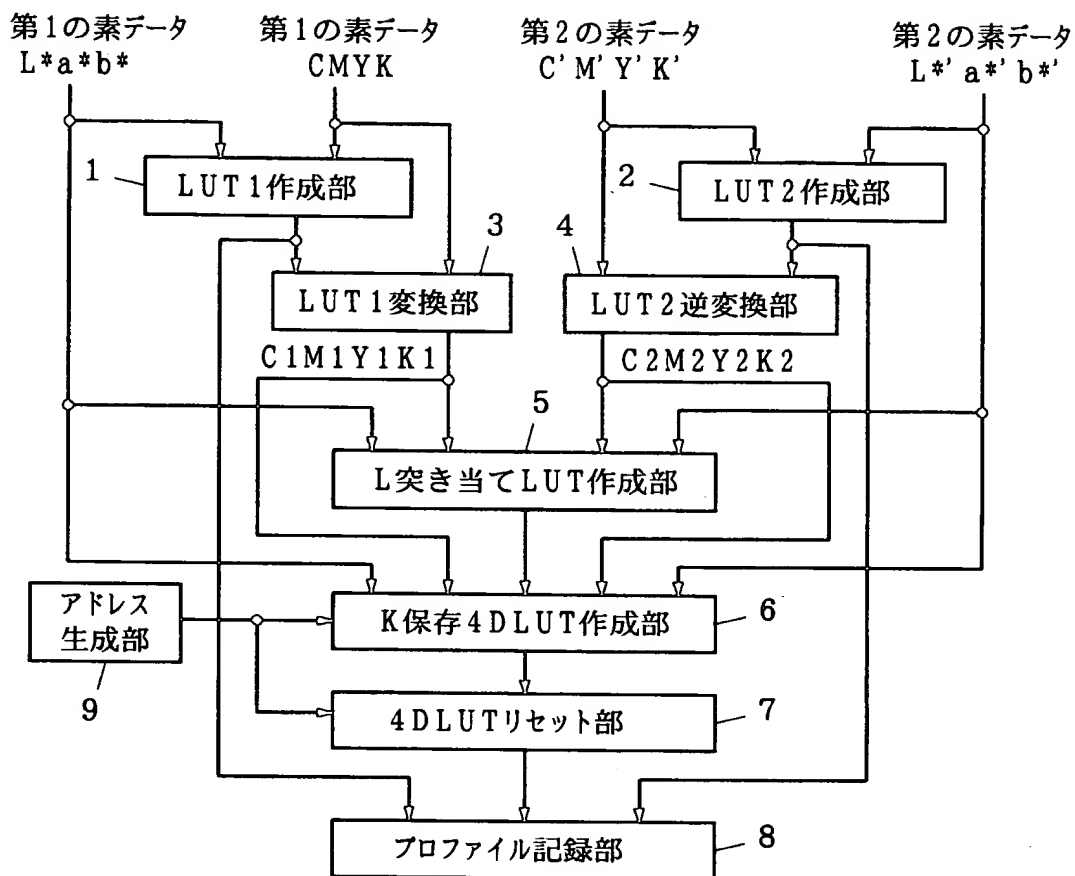 第1の素データ
L*a*b*
第1の素データ
CMYK
第2の素データ
C'M'Y'K'
第2の素データ
L*'a*'b*'
1
LUT1作成部
2
LUT2作成部
3
LUT1変換部
4
LUT2逆変換部
C1M1Y1K1
C2M2Y2K2
5
L突き当てLUT作成部
アドレス
生成部
9
K保存4DLUT作成部
6
4DLUTリセット部
7
プロファイル記録部
8